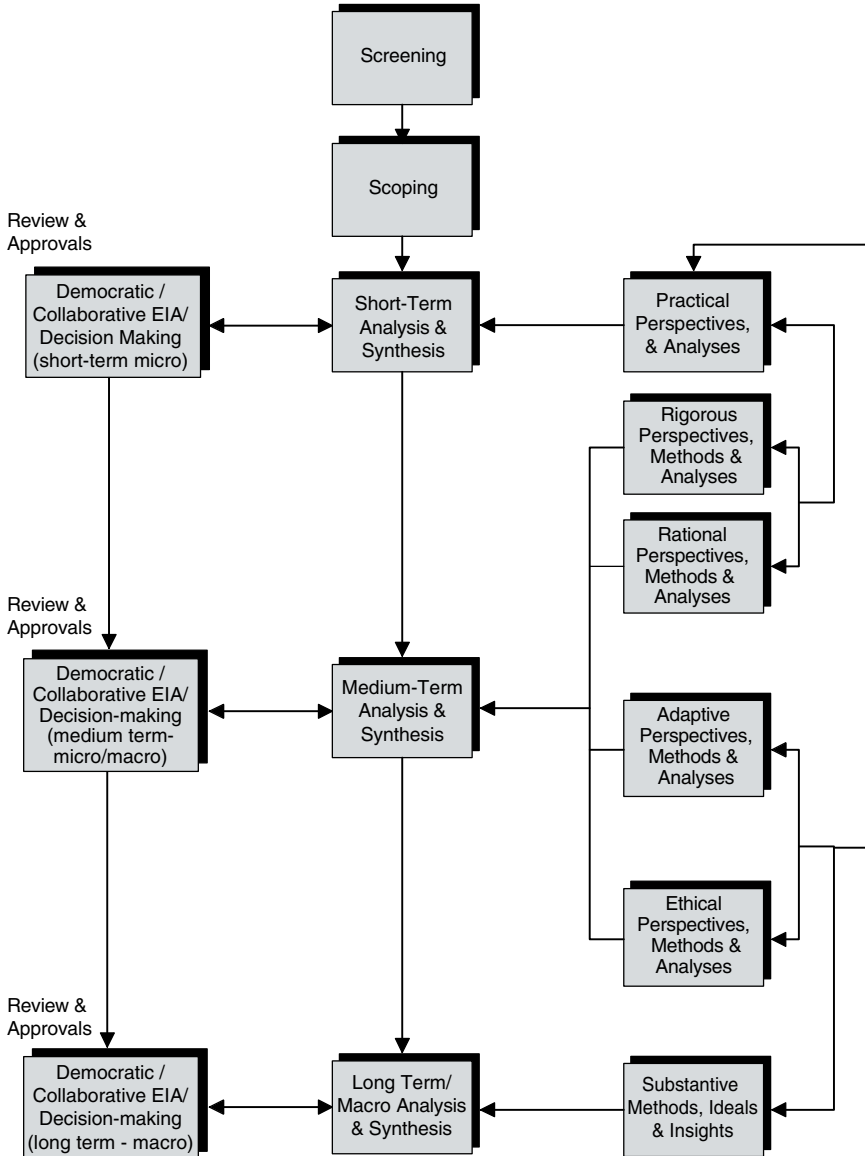 Screening
Scoping
Review &
Approvals
Democratic /
Collaborative EIA/
Decision Making
(short-term micro)
Short-Term
Analysis &
Synthesis
Practical
Perspectives,
& Analyses
Rigorous
Perspectives,
Methods &
Analyses
Rational
Perspectives,
Methods &
Analyses
Review &
Approvals
Democratic /
Collaborative EIA/
Decision-making
(medium term-
micro/macro)
Medium-Term
Analysis &
Synthesis
Adaptive
Perspectives,
Methods &
Analyses
Ethical
Perspectives,
Methods &
Analyses
Review &
Approvals
Democratic /
Collaborative EIA/
Decision-making
(long term - macro)
Long Term/
Macro Analysis
& Synthesis
Substantive
Methods, Ideals
& Insights